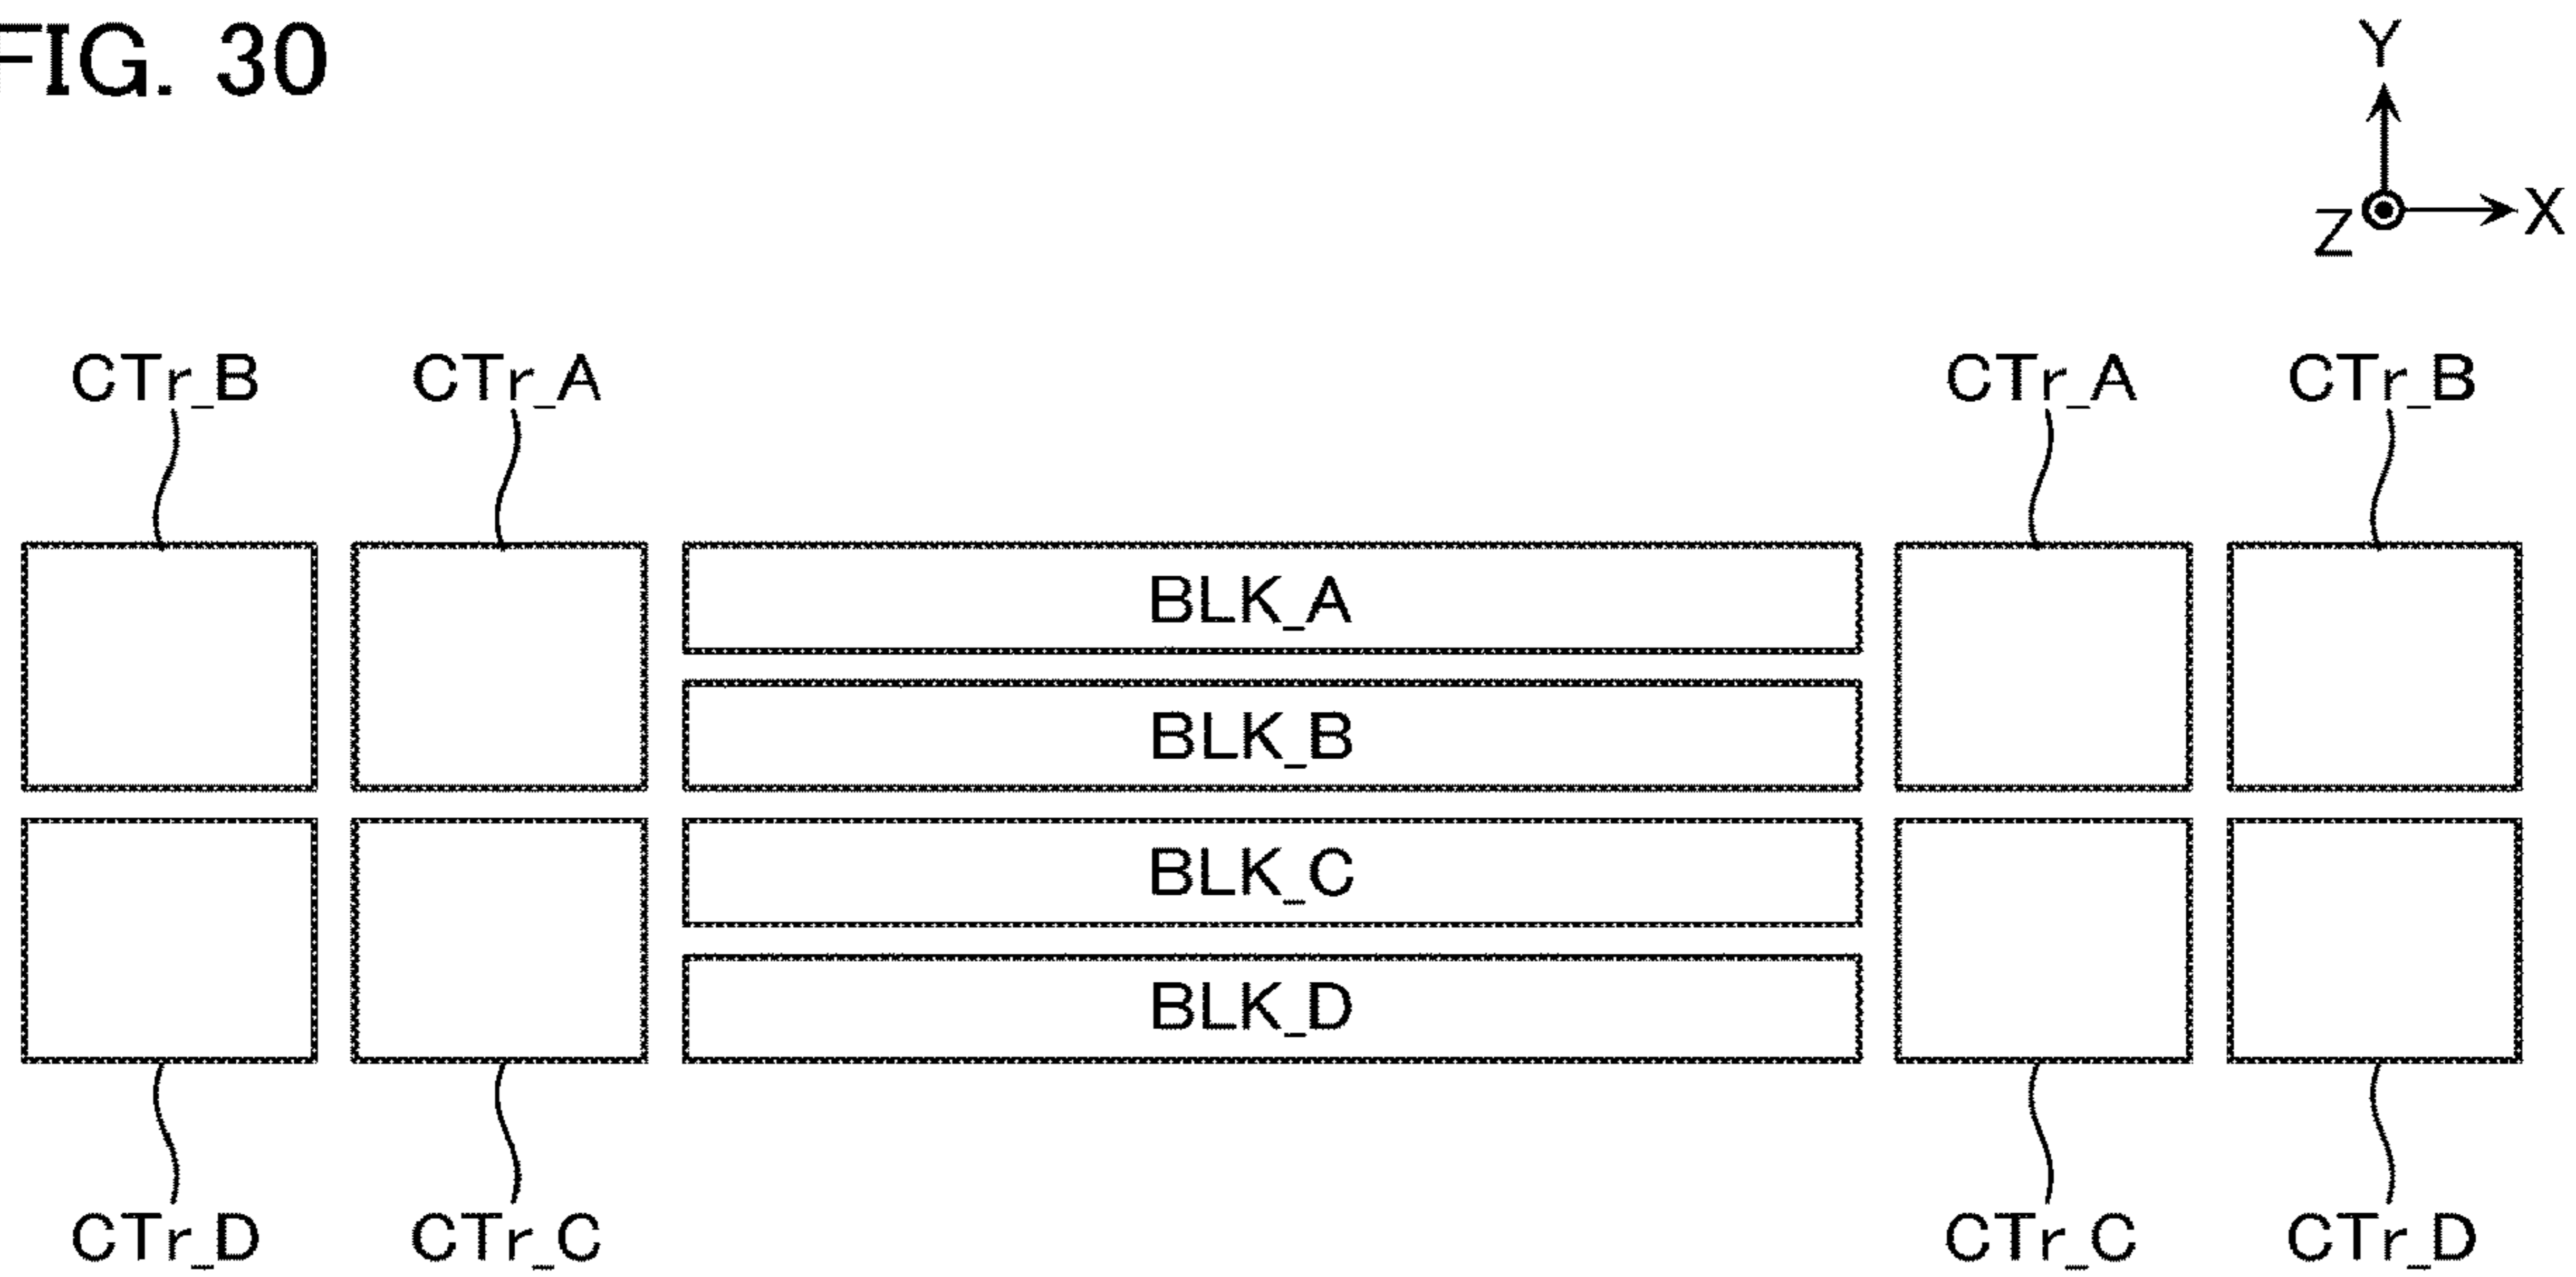 FIG. 30
Y
Z X
CTr_B CTr_A CTr_A CTr_B
BLK_A
BLK_B
BLK_C
BLK_D
CTr_D CTr_C CTr_C CTr_D